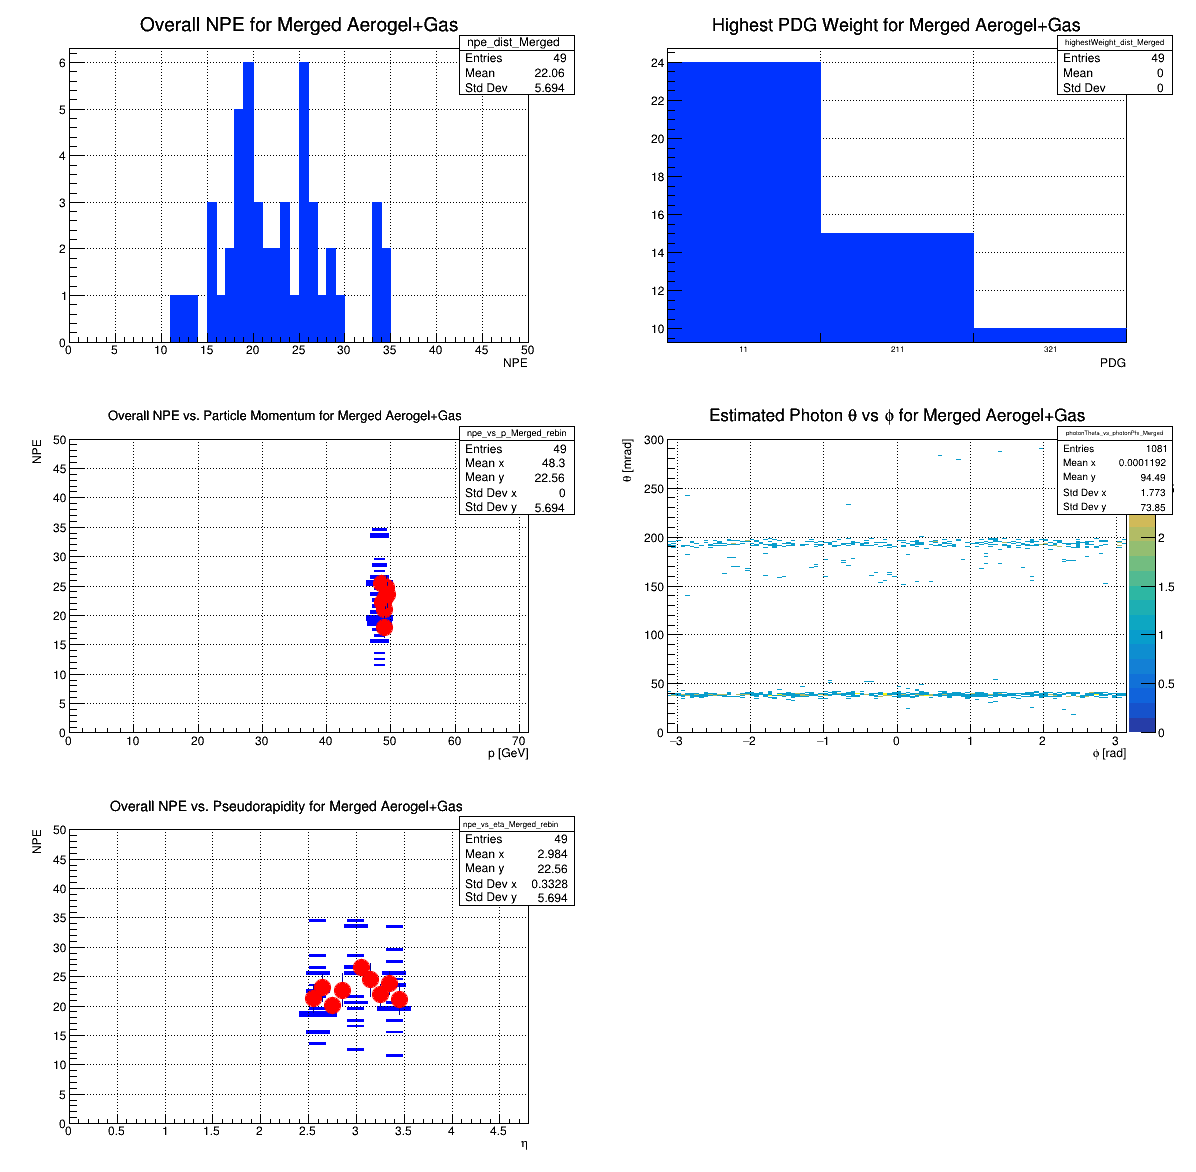 Overall NPE for Merged Aerogel+Gas
npe_dist_Merged
Entries 49
Mean 22.06
Std Dev 5.694
6
5
4
3
2
1
0
0 5 10 15 20 25 30 35 40 45 50
NPE
Highest PDG Weight for Merged Aerogel+Gas
highestWeight_dist_Merged
Entries 49
Mean 0
Std Dev 0
24
22
20
18
16
14
12
10
11 211 321
PDG
Overall NPE vs. Particle Momentum for Merged Aerogel+Gas
NPE
npe_vs_p_Merged_rebin
Entries 49
Mean x 48.3
Mean y 22.56
Std Dev x 0
Std Dev y 5.694
50
45
40
35
30
25
20
15
10
5
0
0 10 20 30 40 50 60 70
p [GeV]
Estimated Photon θ vs ϕ for Merged Aerogel+Gas
θ [mrad]
photonTheta_vs_photonPhi_Merged
Entries 1081
Mean x 0.0001192
Mean y 94.49
Std Dev x 1.773
Std Dev y 73.85
300
250
200
150
100
50
0
−3 −2 −1 0 1 2 3
ϕ [rad]
2
1.5
1
0.5
0
Overall NPE vs. Pseudorapidity for Merged Aerogel+Gas
NPE
npe_vs_eta_Merged_rebin
Entries 49
Mean x 2.984
Mean y 22.56
Std Dev x 0.3328
Std Dev y 5.694
50
45
40
35
30
25
20
15
10
5
0
0 0.5 1 1.5 2 2.5 3 3.5 4 4.5
η